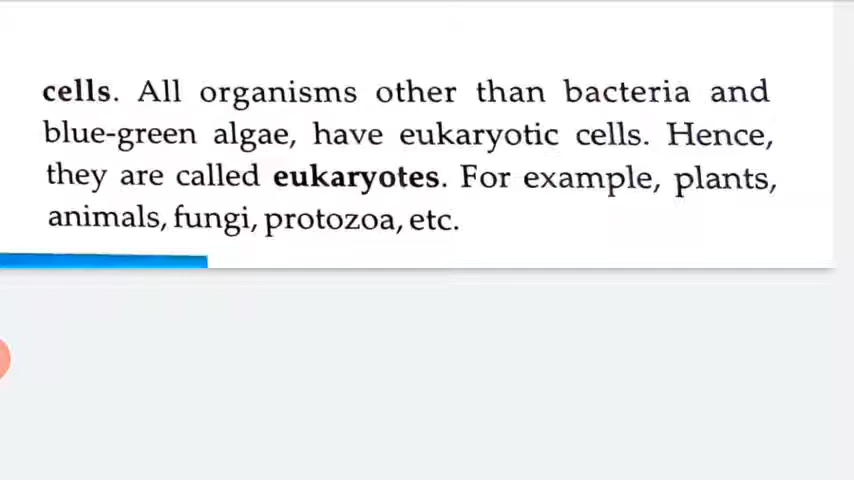 cells. All organisms other than bacteria and
blue-green algae, have eukaryotic cells. Hence,
they are called eukaryotes. For example, plants,
animals, fungi, protozoa, etc.